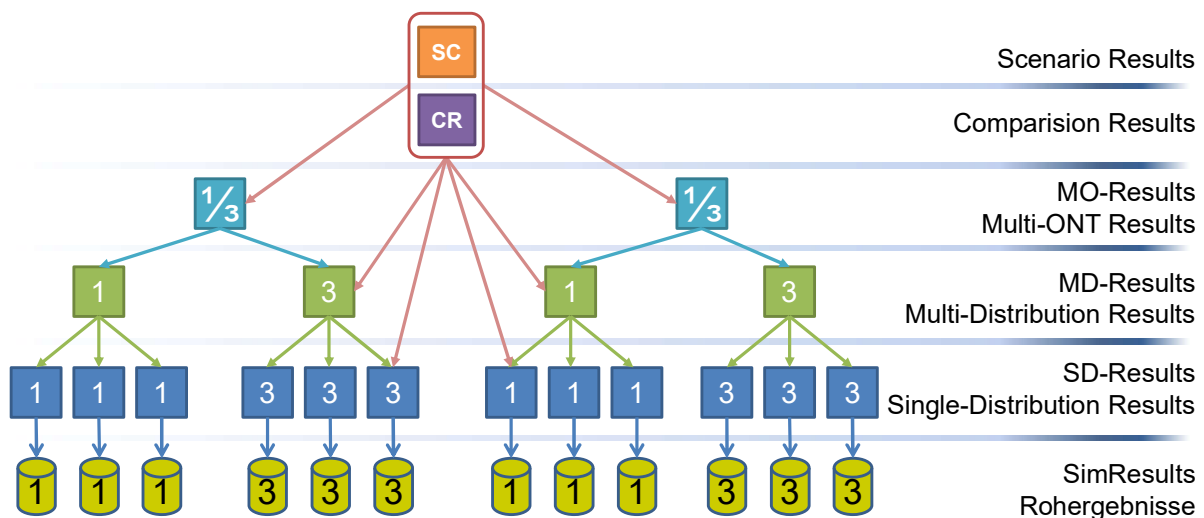 SC
Scenario Results
CR
Comparision Results
⅓ ⅓
MO-Results
Multi-ONT Results
1 3 1 3
MD-Results
Multi-Distribution Results
1 1 1 3 3 3 1 1 1 3 3 3
SD-Results
Single-Distribution Results
1 1 1 3 3 3 1 1 1 3 3 3
SimResults
Rohergebnisse